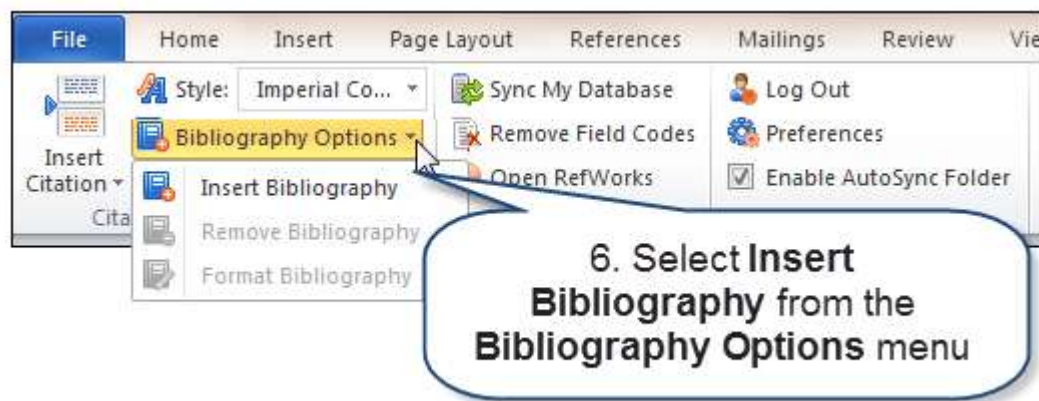 File Home Insert Page Layout References Mailings Review Vie
Style: Imperial Co... Sync My Database Log Out
Bibliography Options Remove Field Codes Preferences
Insert
Citation
Insert Bibliography Open RefWorks Enable AutoSync Folder
Cita Remove Bibliography
Format Bibliography
6. Select Insert
Bibliography from the
Bibliography Options menu